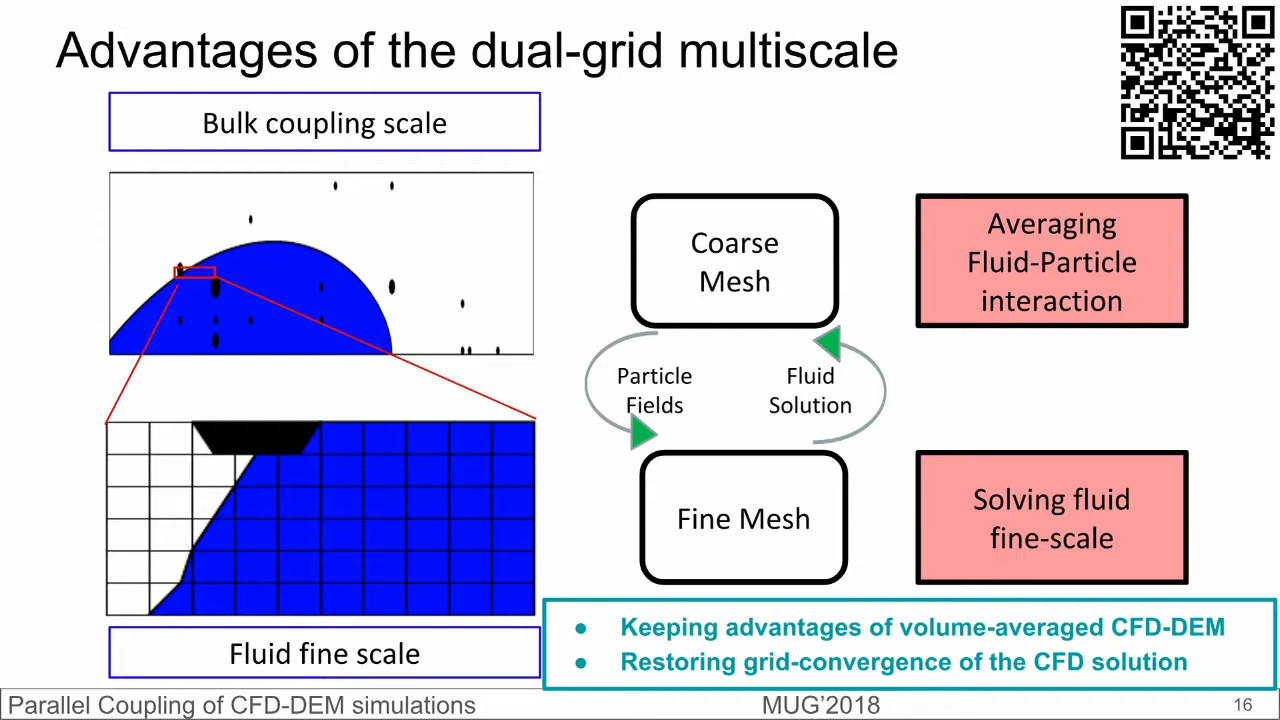 Advantages of the dual-grid multiscale
Bulk coupling scale
Coarse
Mesh
Averaging
Fluid-Particle
interaction
Particle
Fields
Fluid
Solution
Fine Mesh
Solving fluid
fine-scale
Fluid fine scale
● Keeping advantages of volume-averaged CFD-DEM
● Restoring grid-convergence of the CFD solution
Parallel Coupling of CFD-DEM simulations
MUG’2018
16